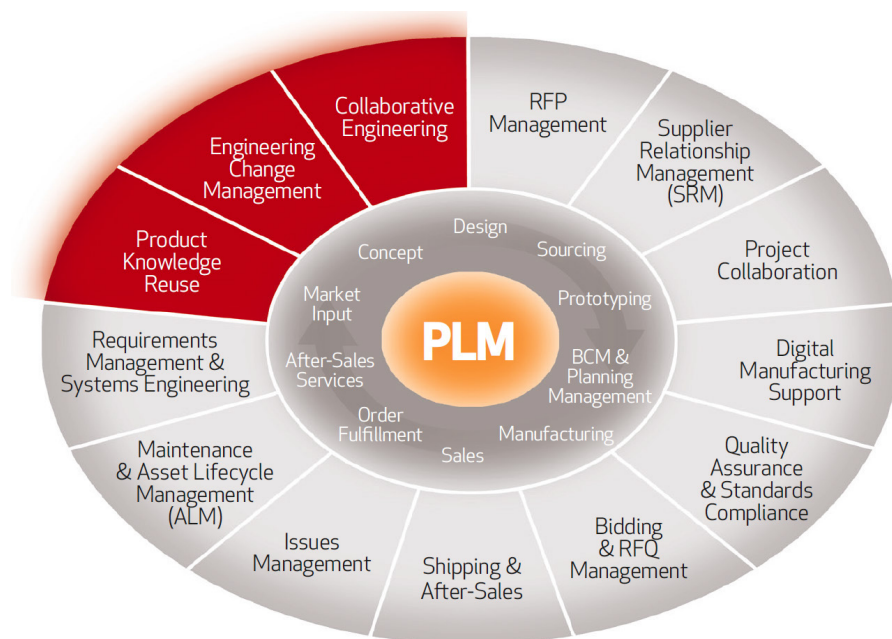 Collaborative
Engineering
RFP
Management
Supplier
Relationship
Management
(SRM)
Project
Collaboration
Digital
Manufacturing
Support
Quality
Assurance
& Standards
Compliance
Bidding
& RFQ
Management
Shipping &
After-Sales
Issues
Management
Maintenance
& Asset Lifecycle
Management
(ALM)
Requirements
Management &
Systems Engineering
Product
Knowledge
Reuse
Engineering
Change
Management
Design
Sourcing
Prototyping
BCM &
Planning
Management
Manufacturing
Sales
Order
Fulfillment
After-Sales
Services
Market
Input
Concept
PLM